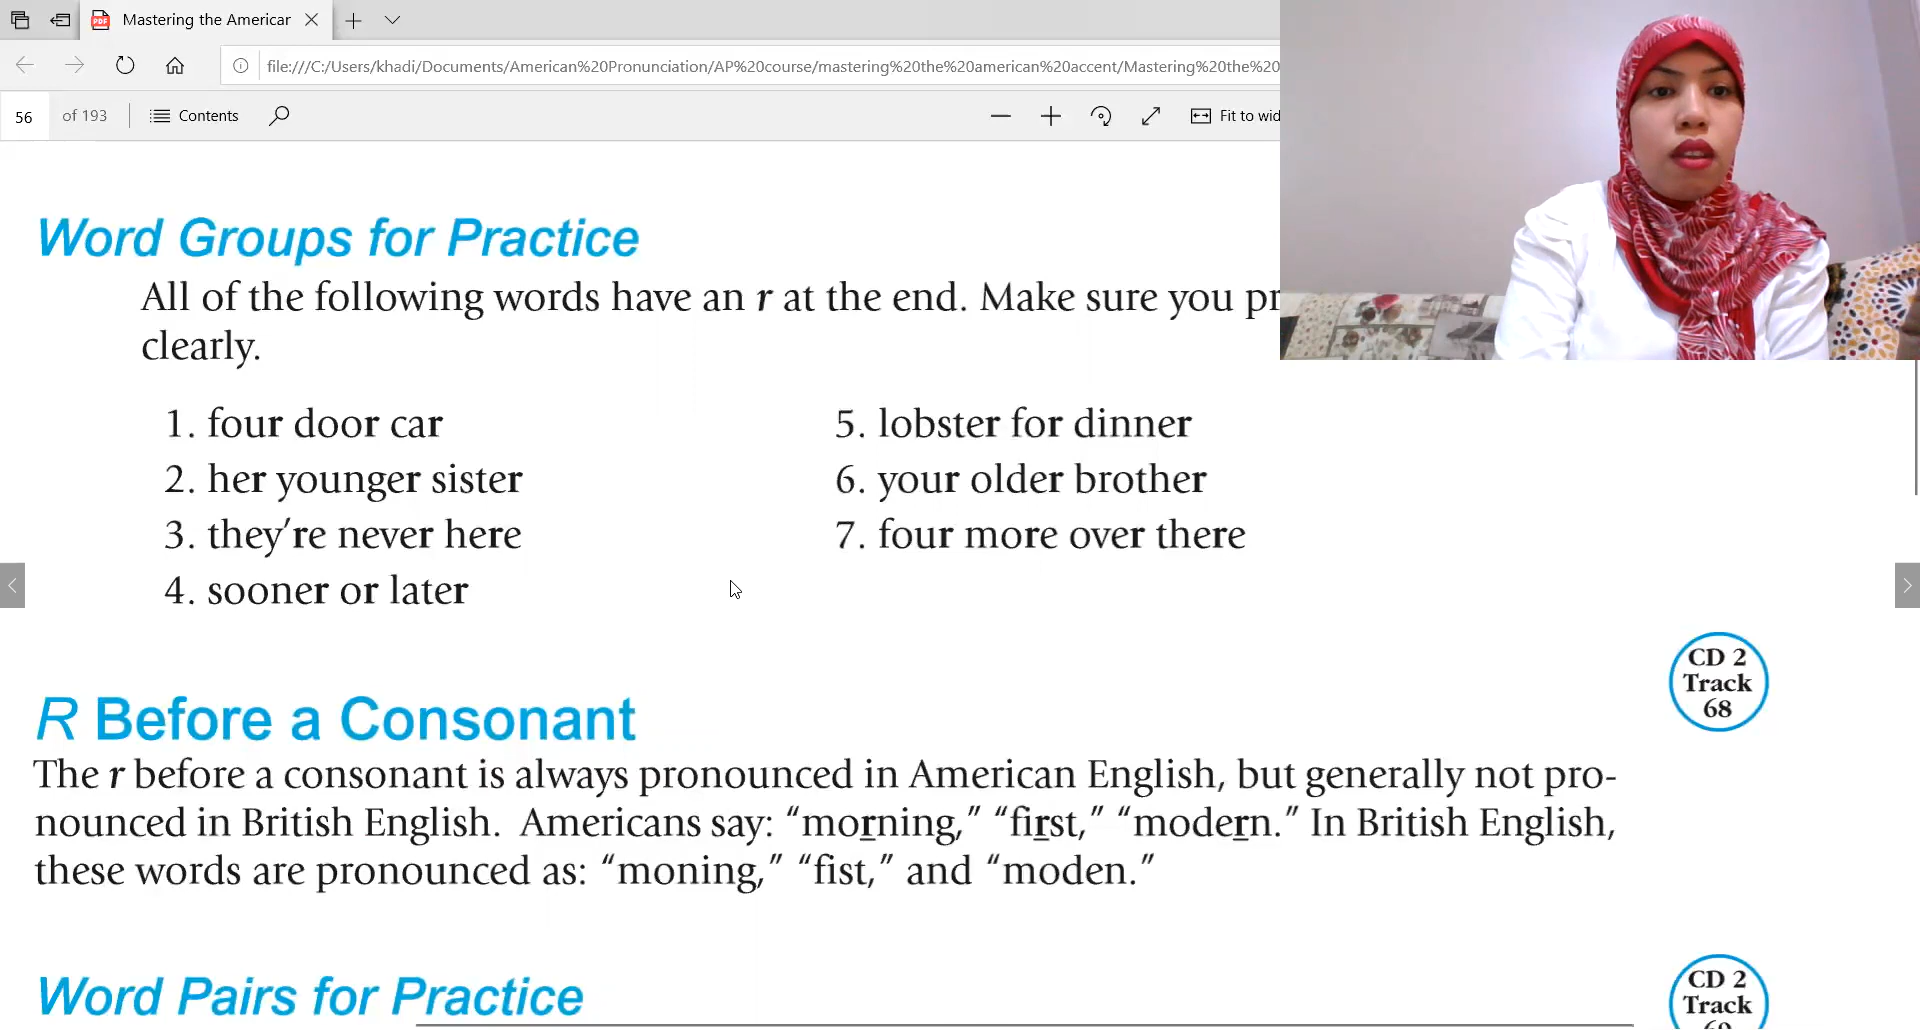 Mastering the Americar
file:///C:/Users/khadi/Documents/American%20Pronunciation/AP%20course/mastering%20the%20american%20accent/Mastering%20the%20
56 of 193 Contents Fit to wid
Word Groups for Practice
All of the following words have an r at the end. Make sure you pr
clearly.
1. four door car
2. her younger sister
3. they're never here
4. sooner or later
5. lobster for dinner
6. your older brother
7. four more over there
CD 2
Track
68
R Before a Consonant
The r before a consonant is always pronounced in American English, but generally not pro-
nounced in British English. Americans say: “morning,” “first,” “modern.” In British English,
these words are pronounced as: “moning,” “fist,” and “moden.”
Word Pairs for Practice
CD 2
Track